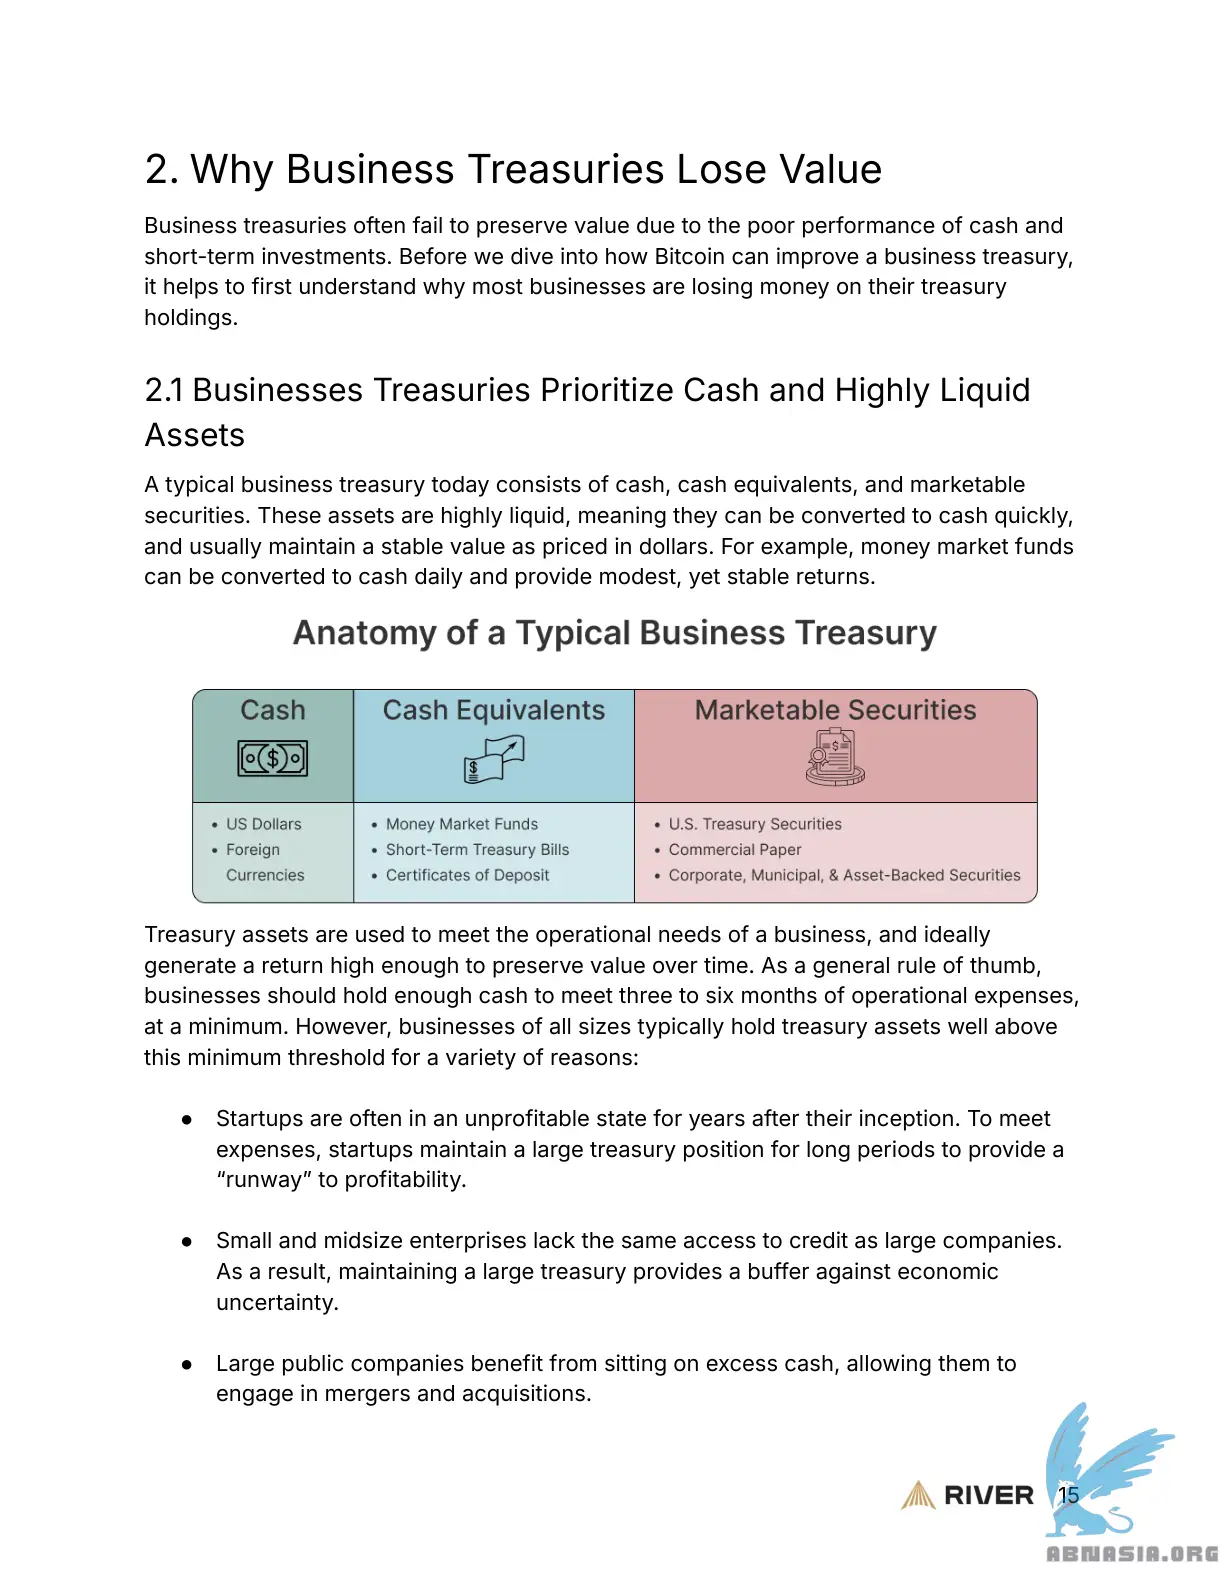 2. Why Business Treasuries Lose Value
Business treasuries often fail to preserve value due to the poor performance of cash and
short-term investments. Before we dive into how Bitcoin can improve a business treasury,
it helps to first understand why most businesses are losing money on their treasury
holdings.
2.1 Businesses Treasuries Prioritize Cash and Highly Liquid
Assets
A typical business treasury today consists of cash, cash equivalents, and marketable
securities. These assets are highly liquid, meaning they can be converted to cash quickly,
and usually maintain a stable value as priced in dollars. For example, money market funds
can be converted to cash daily and provide modest, yet stable returns.
Anatomy of a Typical Business Treasury
Cash
$
• US Dollars
• Foreign
Currencies
Cash Equivalents
$
• Money Market Funds
• Short-Term Treasury Bills
• Certificates of Deposit
Marketable Securities
$
• U.S. Treasury Securities
• Commercial Paper
• Corporate, Municipal, & Asset-Backed Securities
Treasury assets are used to meet the operational needs of a business, and ideally
generate a return high enough to preserve value over time. As a general rule of thumb,
businesses should hold enough cash to meet three to six months of operational expenses,
at a minimum. However, businesses of all sizes typically hold treasury assets well above
this minimum threshold for a variety of reasons:
● Startups are often in an unprofitable state for years after their inception. To meet
expenses, startups maintain a large treasury position for long periods to provide a
“runway” to profitability.
● Small and midsize enterprises lack the same access to credit as large companies.
As a result, maintaining a large treasury provides a buffer against economic
uncertainty.
● Large public companies benefit from sitting on excess cash, allowing them to
engage in mergers and acquisitions.
RIVER
15
ABNASIA.ORG